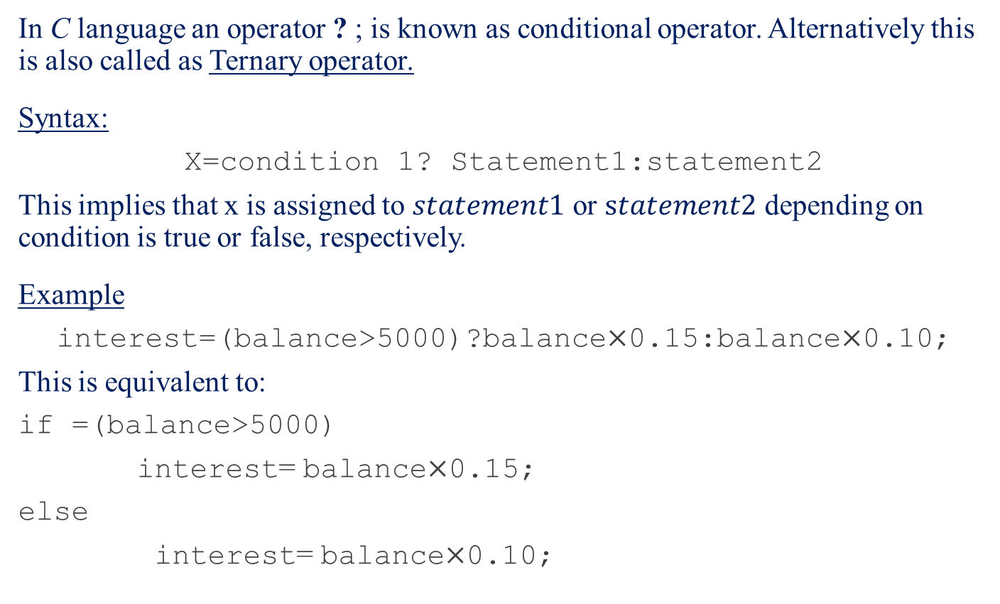 In C language an operator ? ; is known as conditional operator. Alternatively this
is also called as Ternary operator.
Syntax:
X=condition 1? Statement1:statement2
This implies that x is assigned to statement1 or statement2 depending on
condition is true or false, respectively.
Example
interest=(balance>5000)?balance×0.15:balance×0.10;
This is equivalent to:
if =(balance>5000)
interest=balance×0.15;
else
interest=balance×0.10;